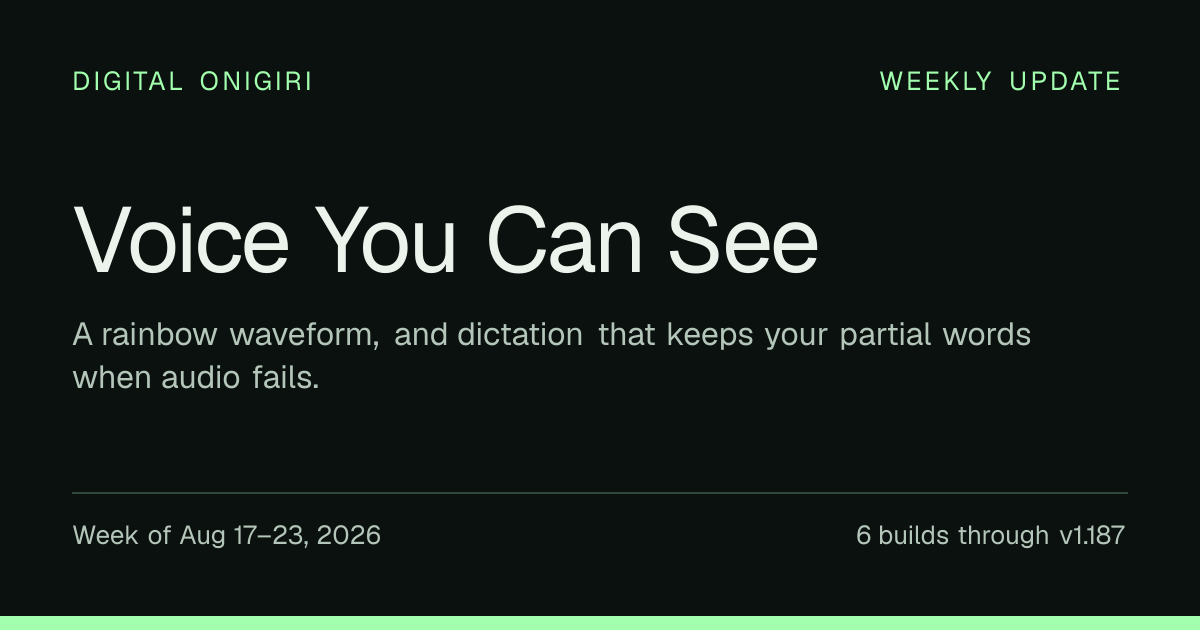 DIGITAL ONIGIRI
WEEKLY UPDATE
Voice You Can See
A rainbow waveform, and dictation that keeps your partial words
when audio fails.
Week of Aug 17–23, 2026
6 builds through v1.187